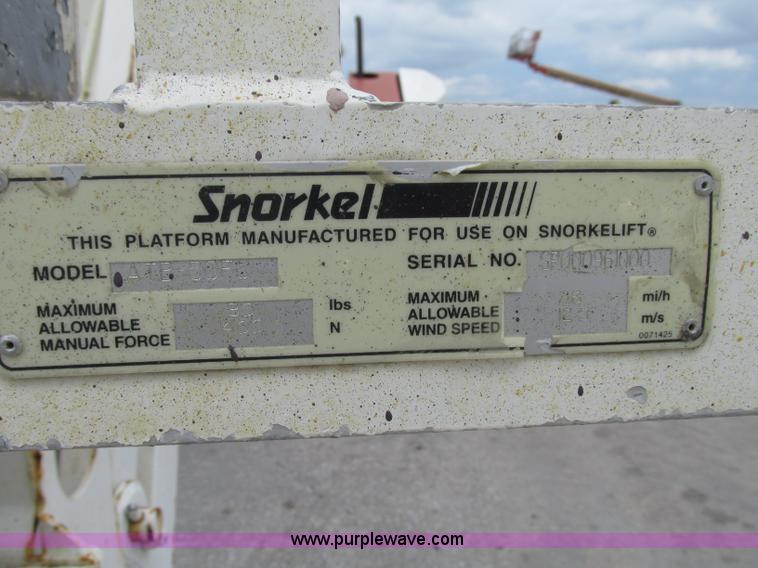 Snorkel
THIS PLATFORM MANUFACTURED FOR USE ON SNORKELIFT®
MODEL
SERIAL NO.
MAXIMUM
ALLOWABLE
MANUAL FORCE
lbs
N
MAXIMUM
ALLOWABLE
WIND SPEED
mi/h
m/s
0071425
www.purplewave.com